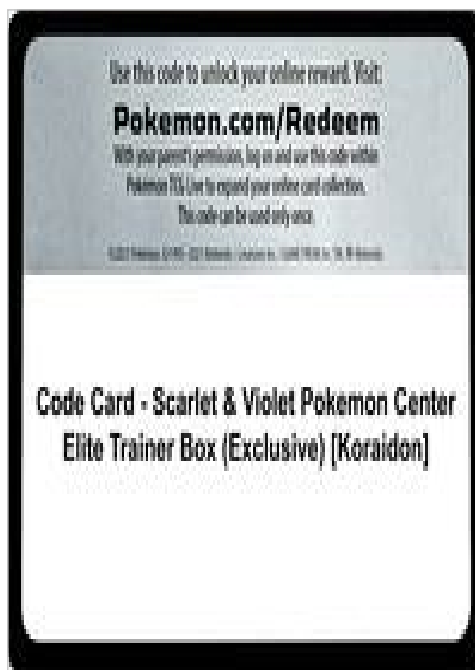 Use this code to unlock your online reward. Visit:
Pokemon.com/Redeem
With your parent's permission, log on and use this code within
Pokémon TCG Live to expand your online card collection.
This code can be used only once.
Code Card - Scarlet & Violet Pokemon Center
Elite Trainer Box (Exclusive) [Koraidon]